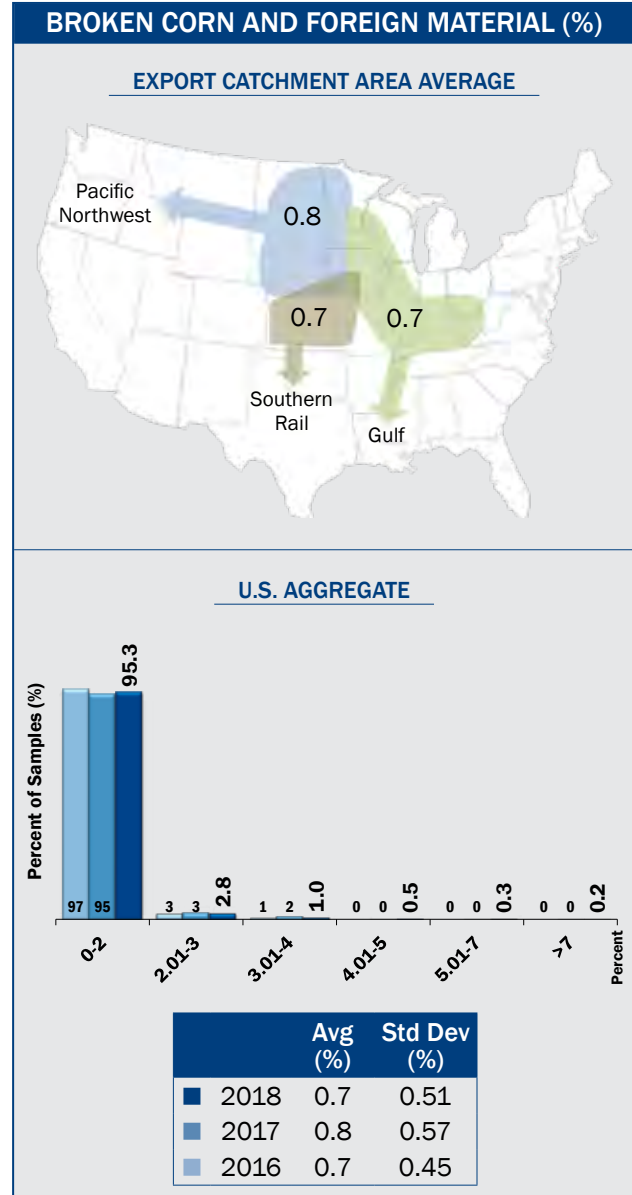 BROKEN CORN AND FOREIGN MATERIAL (%)
EXPORT CATCHMENT AREA AVERAGE
Pacific
Northwest
0.8
0.7
0.7
Southern
Rail
Gulf
U.S. AGGREGATE
Percent of Samples (%)
97 95 95.3
3 3 2.8
1 2 1.0
0 0 0.5
0 0 0.3
0 0 0.2
0-2 2.01-3 3.01-4 4.01-5 5.01-7 >7
Percent
Avg Std Dev
(%) (%)
2018 0.7 0.51
2017 0.8 0.57
2016 0.7 0.45